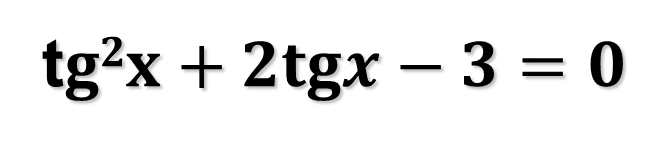 tg²x + 2tgx − 3 = 0